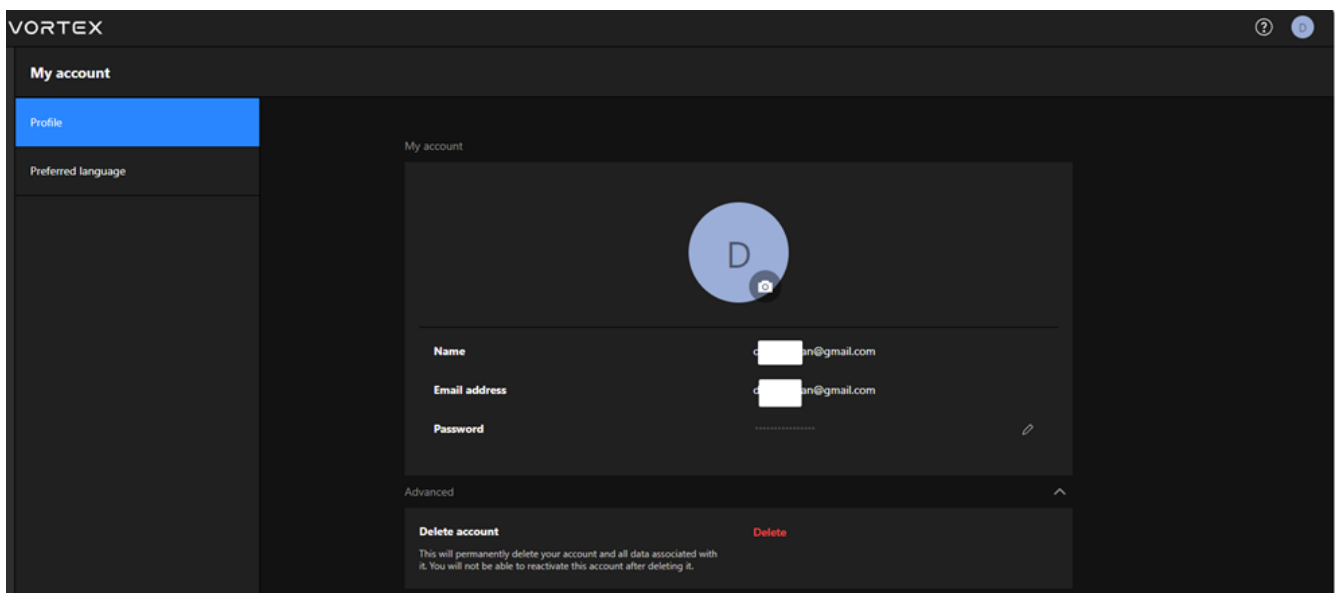 VORTEX
D
My account
Profile
Preferred language
My account
D
Name
an@gmail.com
Email address
d an@gmail.com
Password
Advanced
Delete account
Delete
This will permanently delete your account and all data associated with
it. You will not be able to reactivate this account after deleting it.